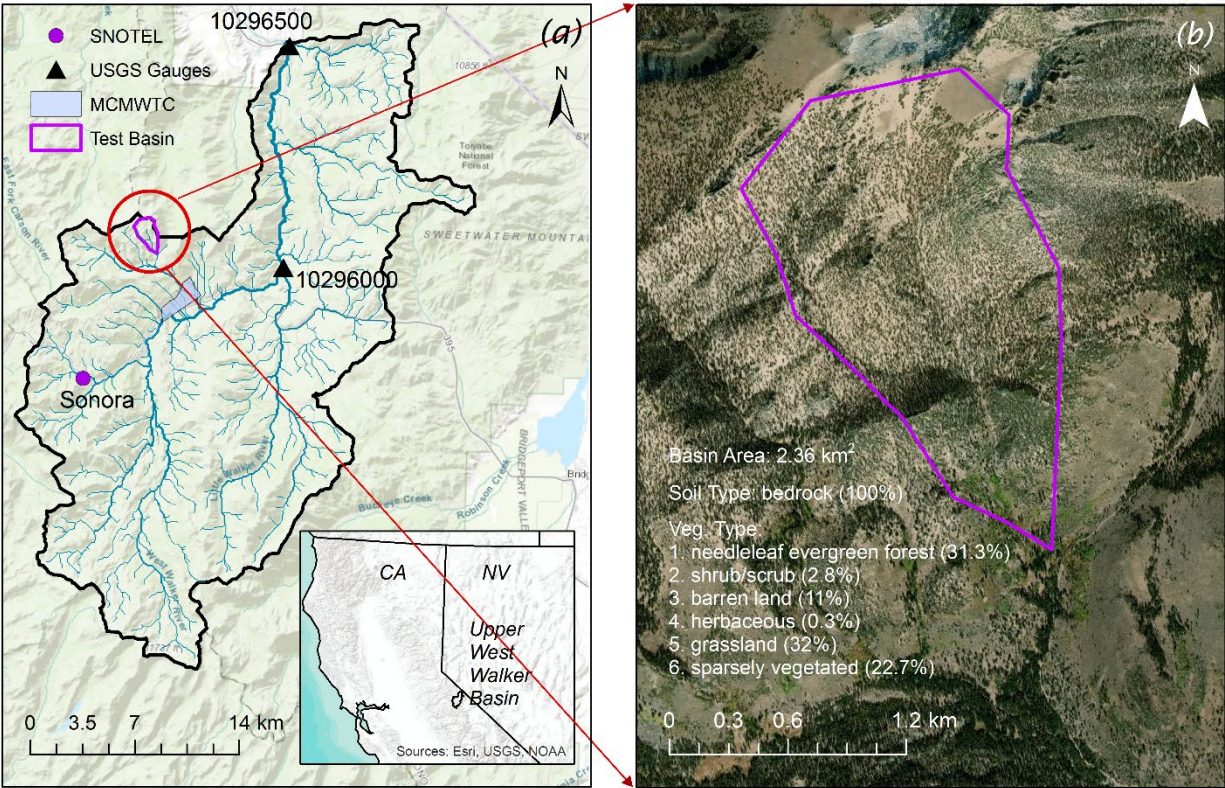 SNOTEL
USGS Gauges
MCMWTC
Test Basin
10296500
(a)
N
10856 ft
Toiyabe
National
Forest
East Fork Carson River
SWEETWATER MOUNTA
10296000
395
Sonora
Little Walker River
West Walker River
Buckeye Creek
Robinson Creek
BRIDGEPORT VALLEY
Bridg
0 3.5 7 14 km
CA
NV
Upper
West
Walker
Basin
Sources: Esri, USGS, NOAA
(b)
N
Basin Area: 2.36 km²
Soil Type: bedrock (100%)
Veg. Type:
1. needleleaf evergreen forest (31.3%)
2. shrub/scrub (2.8%)
3. barren land (11%)
4. herbaceous (0.3%)
5. grassland (32%)
6. sparsely vegetated (22.7%)
0 0.3 0.6 1.2 km